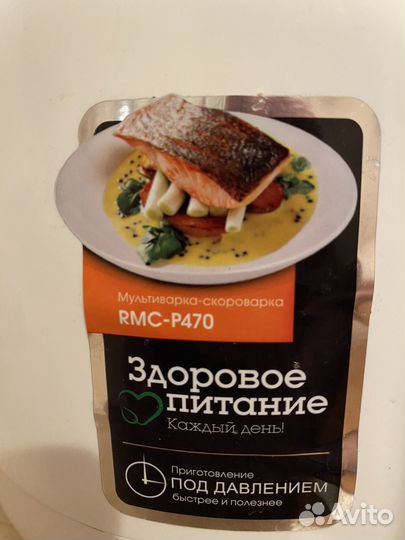 Мультиварка-скороварка
RMC-P470
Здоровое
питание
Каждый день!
Приготовление
ПОД ДАВЛЕНИЕМ
быстрее и полезнее
Avito